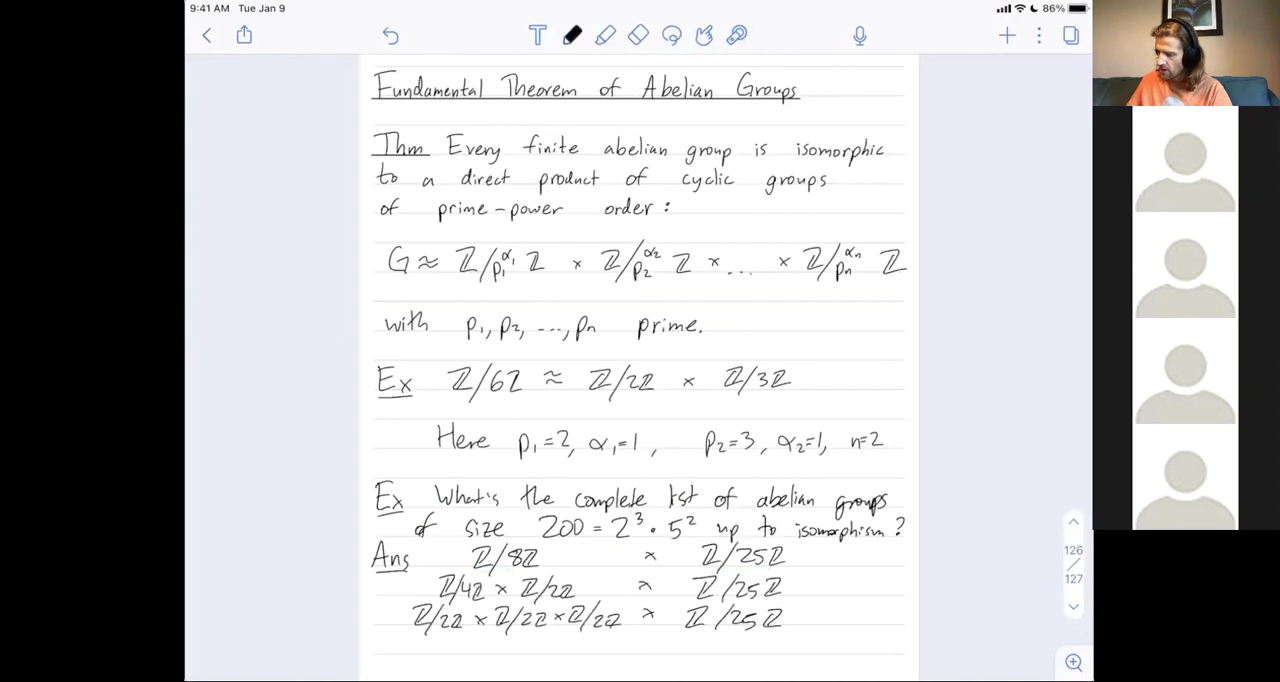 9:41 AM Tue Jan 9
86%
Fundamental Theorem of Abelian Groups
Thm Every finite abelian group is isomorphic
to a direct product of cyclic groups
of prime-power order:
G ≈ ℤ/p₁^α₁ ℤ × ℤ/p₂^α₂ ℤ × ... × ℤ/pₙ^αₙ ℤ
with p₁, p₂, ..., pₙ prime.
Ex ℤ/6ℤ ≈ ℤ/2ℤ × ℤ/3ℤ
Here p₁=2, α₁=1, p₂=3, α₂=1, n=2
Ex What's the complete list of abelian groups
of size 200 = 2³ · 5² up to isomorphism?
Ans ℤ/8ℤ × ℤ/25ℤ
ℤ/4ℤ × ℤ/2ℤ × ℤ/25ℤ
ℤ/2ℤ × ℤ/2ℤ × ℤ/2ℤ × ℤ/25ℤ
126
/
127